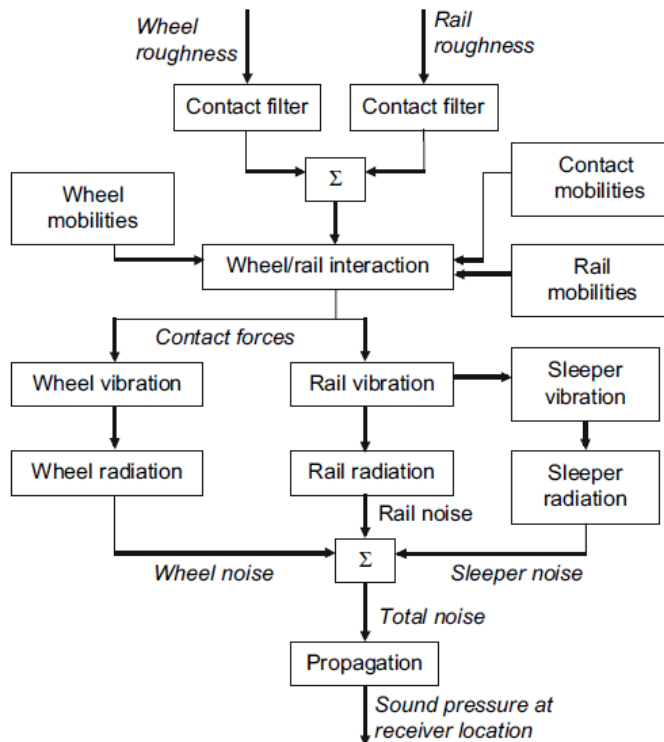 Wheel
roughness
Rail
roughness
Contact filter
Contact filter
Σ
Wheel
mobilities
Contact
mobilities
Wheel/rail interaction
Rail
mobilities
Contact forces
Wheel vibration
Rail vibration
Sleeper
vibration
Wheel radiation
Rail radiation
Sleeper
radiation
Rail noise
Σ
Wheel noise
Sleeper noise
Total noise
Propagation
Sound pressure at
receiver location